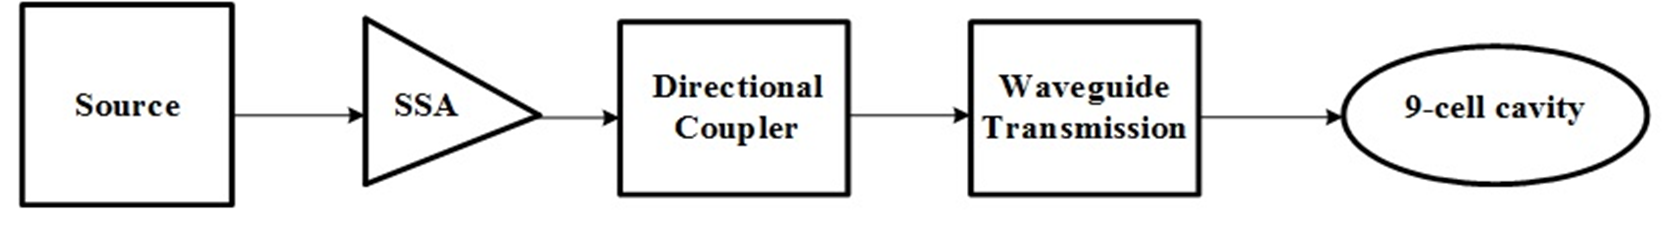 Source
SSA
Directional
Coupler
Waveguide
Transmission
9-cell cavity